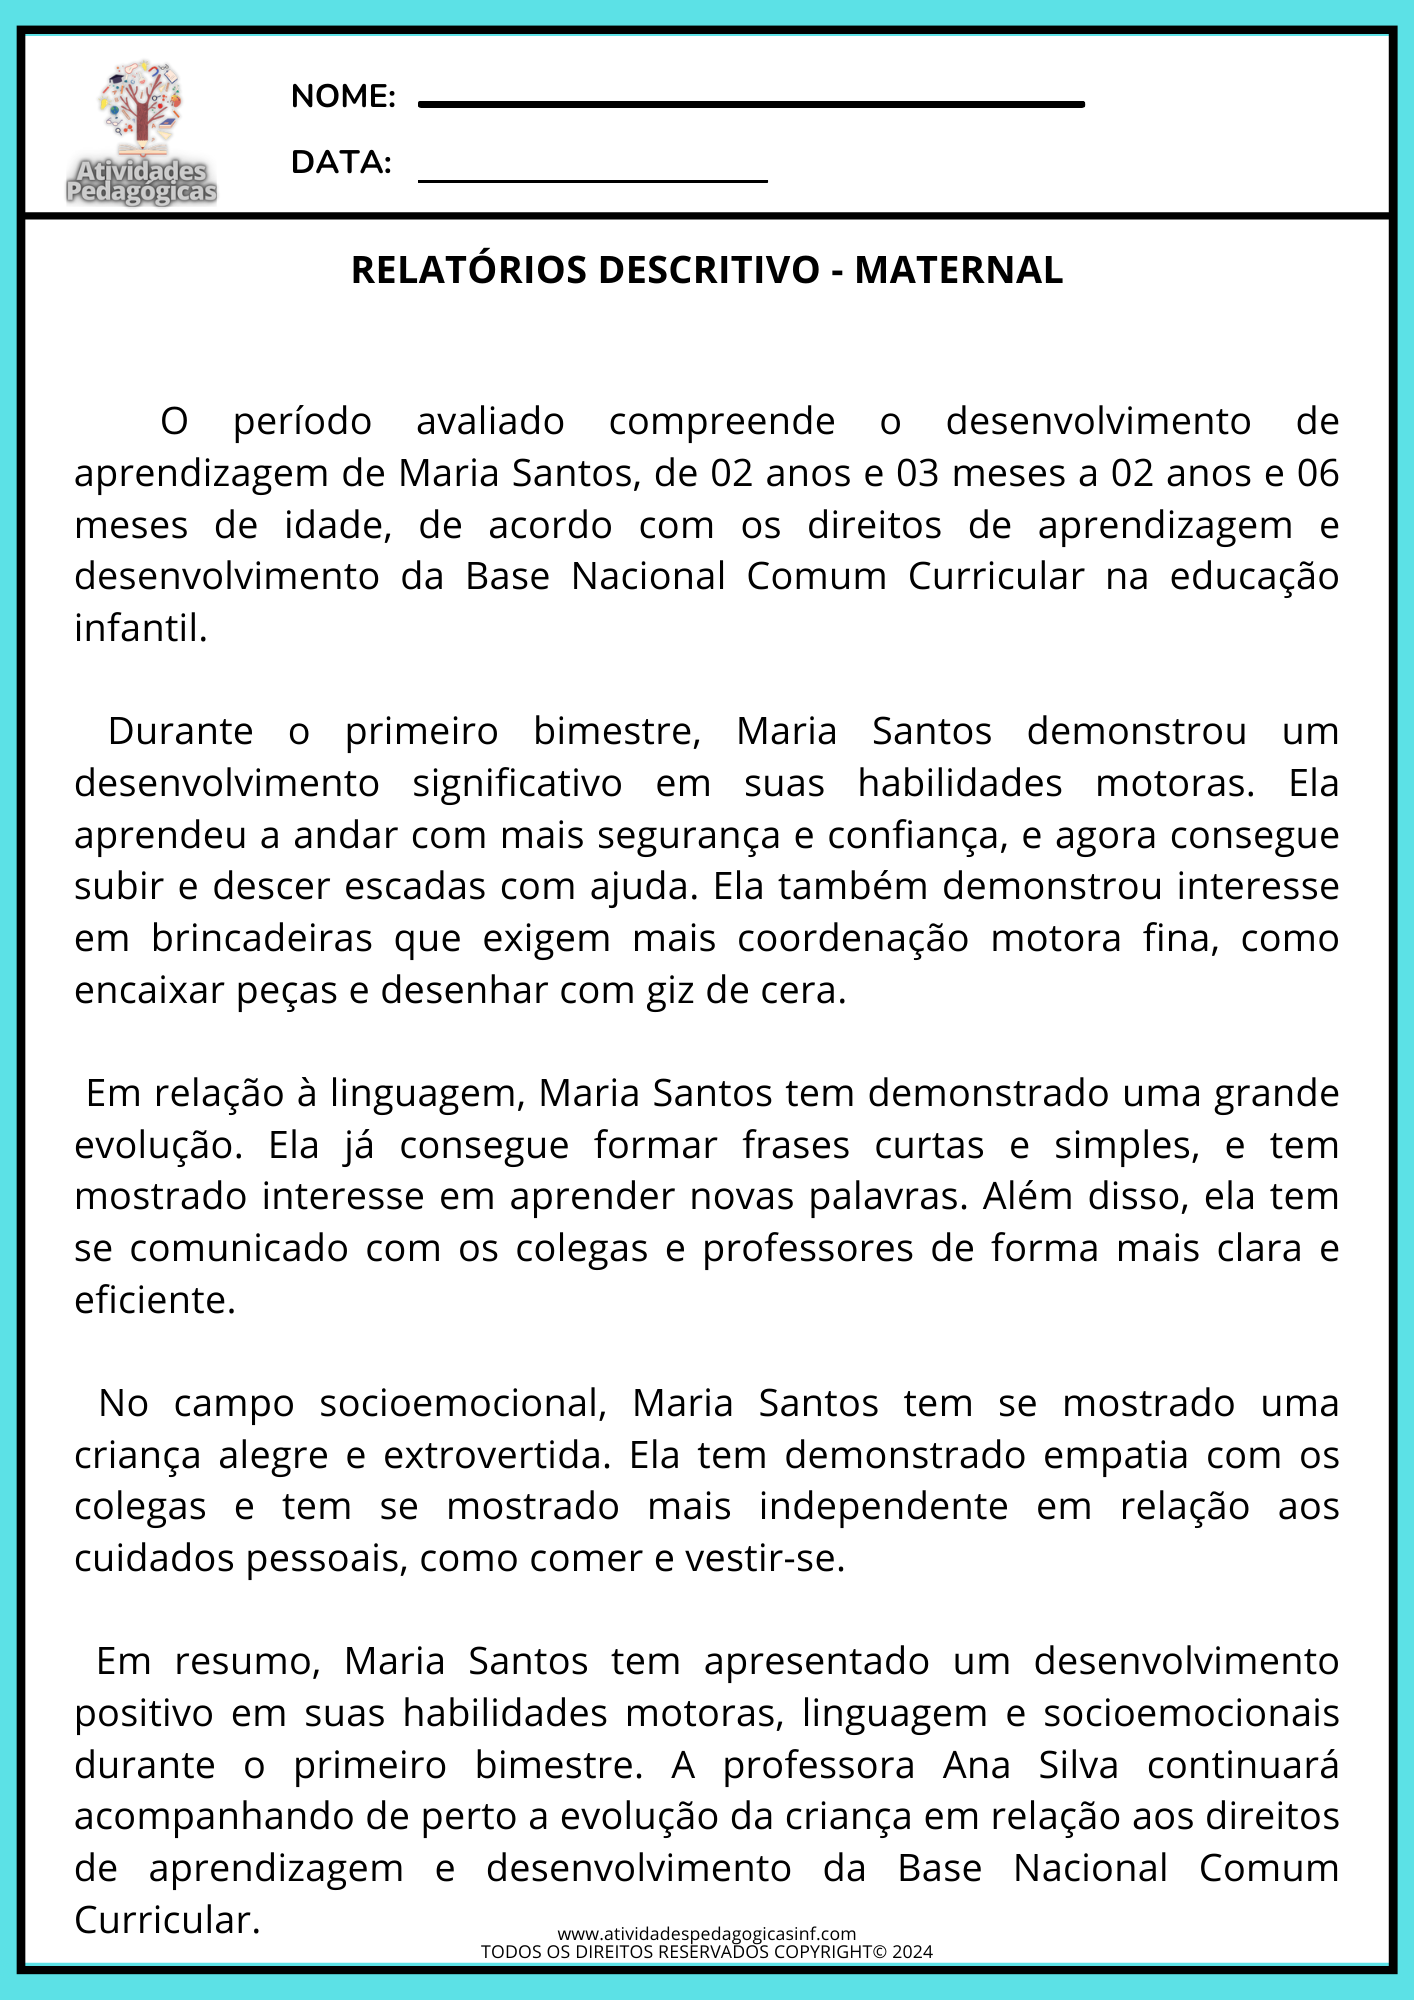 Atividades
Pedagógicas
NOME:
DATA:
RELATÓRIOS DESCRITIVO - MATERNAL
O período avaliado compreende o desenvolvimento de
aprendizagem de Maria Santos, de 02 anos e 03 meses a 02 anos e 06
meses de idade, de acordo com os direitos de aprendizagem e
desenvolvimento da Base Nacional Comum Curricular na educação
infantil.
Durante o primeiro bimestre, Maria Santos demonstrou um
desenvolvimento significativo em suas habilidades motoras. Ela
aprendeu a andar com mais segurança e confiança, e agora consegue
subir e descer escadas com ajuda. Ela também demonstrou interesse
em brincadeiras que exigem mais coordenação motora fina, como
encaixar peças e desenhar com giz de cera.
Em relação à linguagem, Maria Santos tem demonstrado uma grande
evolução. Ela já consegue formar frases curtas e simples, e tem
mostrado interesse em aprender novas palavras. Além disso, ela tem
se comunicado com os colegas e professores de forma mais clara e
eficiente.
No campo socioemocional, Maria Santos tem se mostrado uma
criança alegre e extrovertida. Ela tem demonstrado empatia com os
colegas e tem se mostrado mais independente em relação aos
cuidados pessoais, como comer e vestir-se.
Em resumo, Maria Santos tem apresentado um desenvolvimento
positivo em suas habilidades motoras, linguagem e socioemocionais
durante o primeiro bimestre. A professora Ana Silva continuará
acompanhando de perto a evolução da criança em relação aos direitos
de aprendizagem e desenvolvimento da Base Nacional Comum
Curricular.
www.atividadespedagogicasinf.com
TODOS OS DIREITOS RESERVADOS COPYRIGHT© 2024